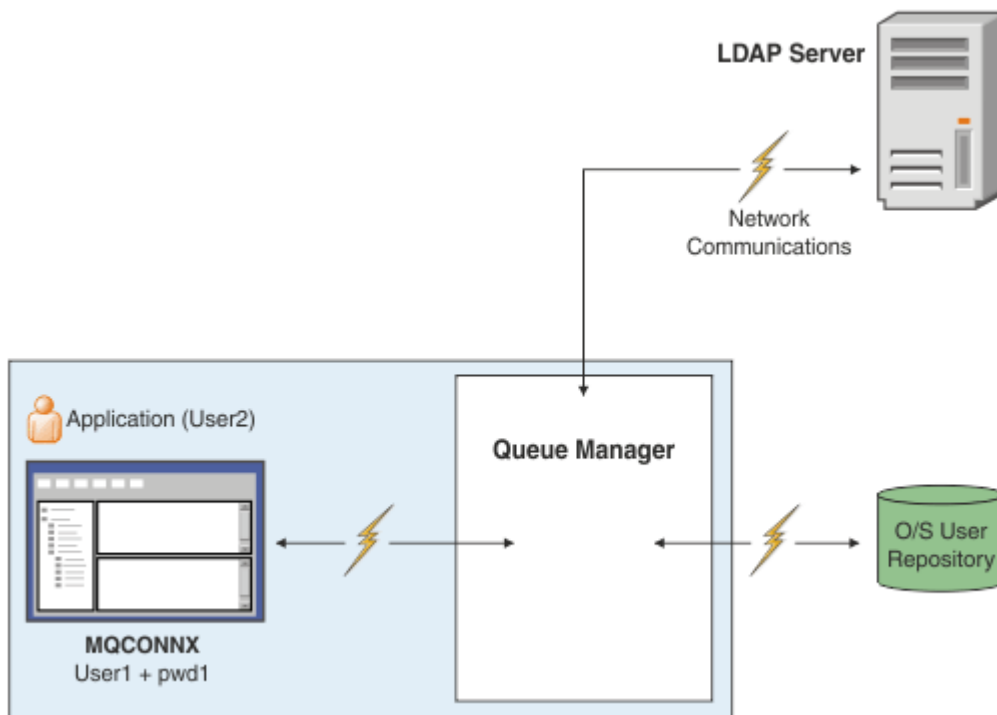 LDAP Server
Network
Communications
Application (User2)
Queue Manager
O/S User
Repository
MQCONNX
User1 + pwd1